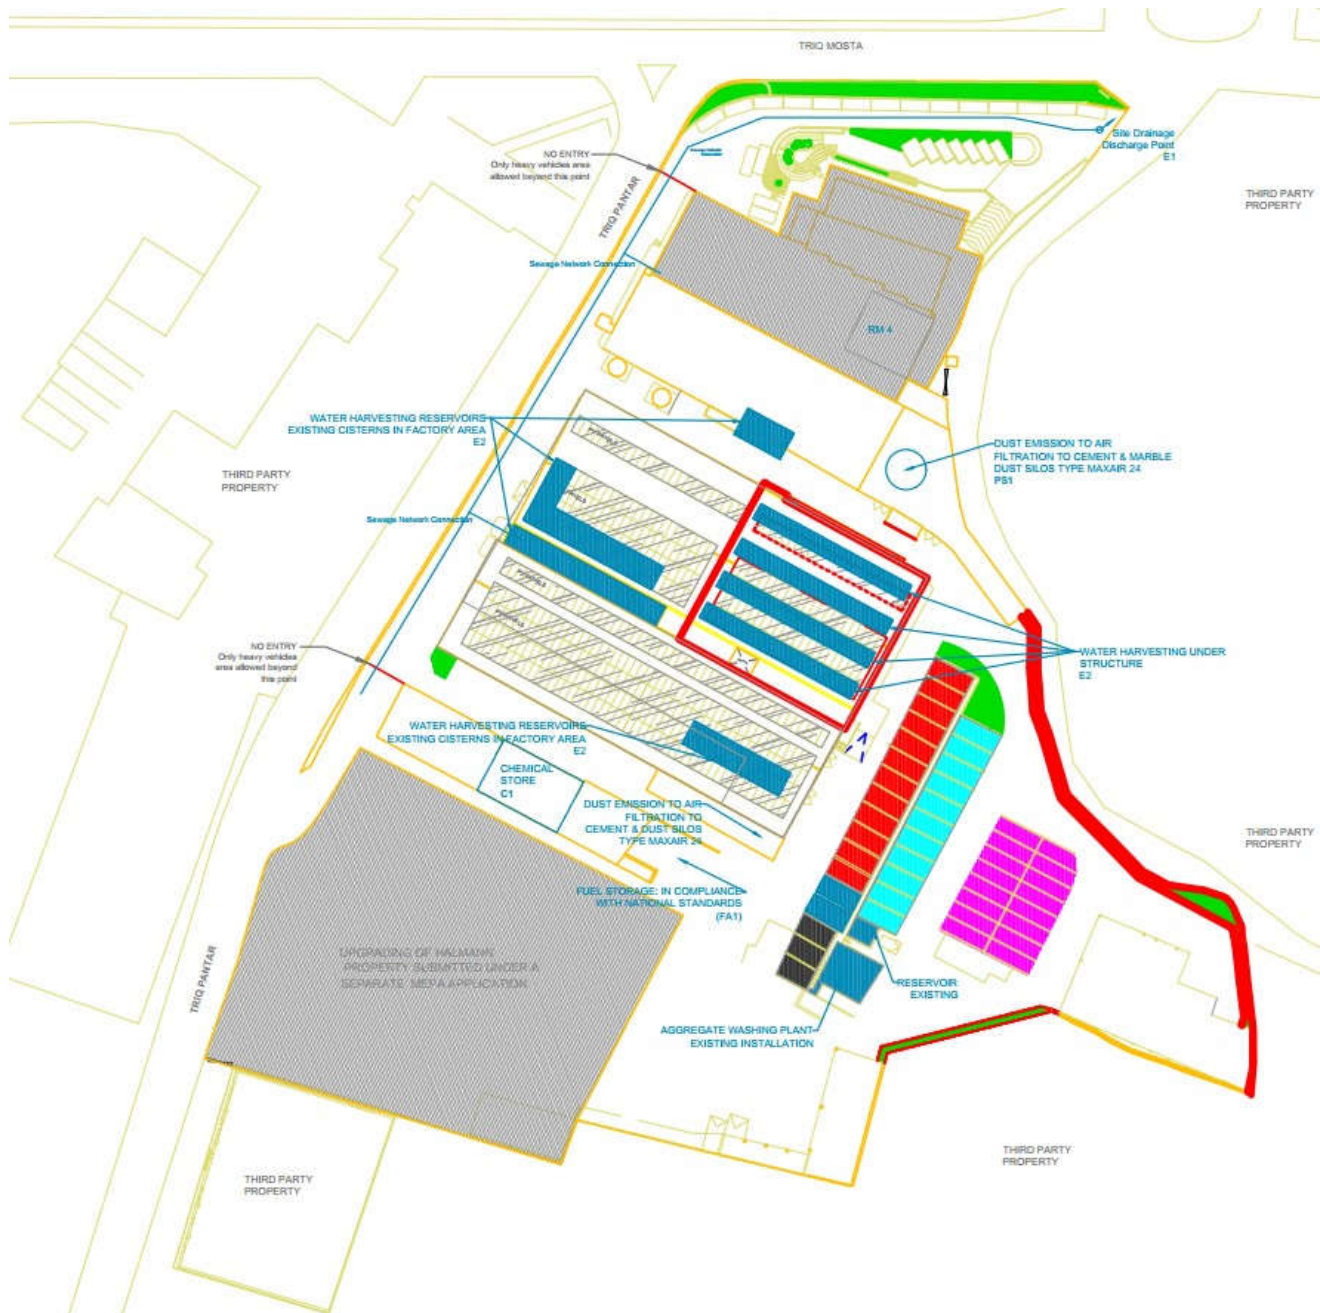 TRIQ MOSTA
Site Drainage
Discharge Point
E1
NO ENTRY
Only heavy vehicles area
allowed beyond this point
TRIQ PANTAR
THIRD PARTY
PROPERTY
Sewage Network Connection
RM 4
WATER HARVESTING RESERVOIRS
EXISTING CISTERNS IN FACTORY AREA
E2
DUST EMISSION TO AIR
FILTRATION TO CEMENT & MARBLE
DUST SILOS TYPE MAXAIR 24
PS1
THIRD PARTY
PROPERTY
Sewage Network Connection
NO ENTRY
Only heavy vehicles
area allowed beyond
this point
WATER HARVESTING UNDER
STRUCTURE
E2
WATER HARVESTING RESERVOIRS
EXISTING CISTERNS IN FACTORY AREA
E2
CHEMICAL
STORE
C1
DUST EMISSION TO AIR
FILTRATION TO
CEMENT & DUST SILOS
TYPE MAXAIR 24
THIRD PARTY
PROPERTY
FUEL STORAGE: IN COMPLIANCE
WITH NATIONAL STANDARDS
(FA1)
UPGRADING OF HALMANN
PROPERTY SUBMITTED UNDER A
SEPARATE MEPA APPLICATION
TRIQ PANTAR
RESERVOIR
EXISTING
AGGREGATE WASHING PLANT
EXISTING INSTALLATION
THIRD PARTY
PROPERTY
THIRD PARTY
PROPERTY